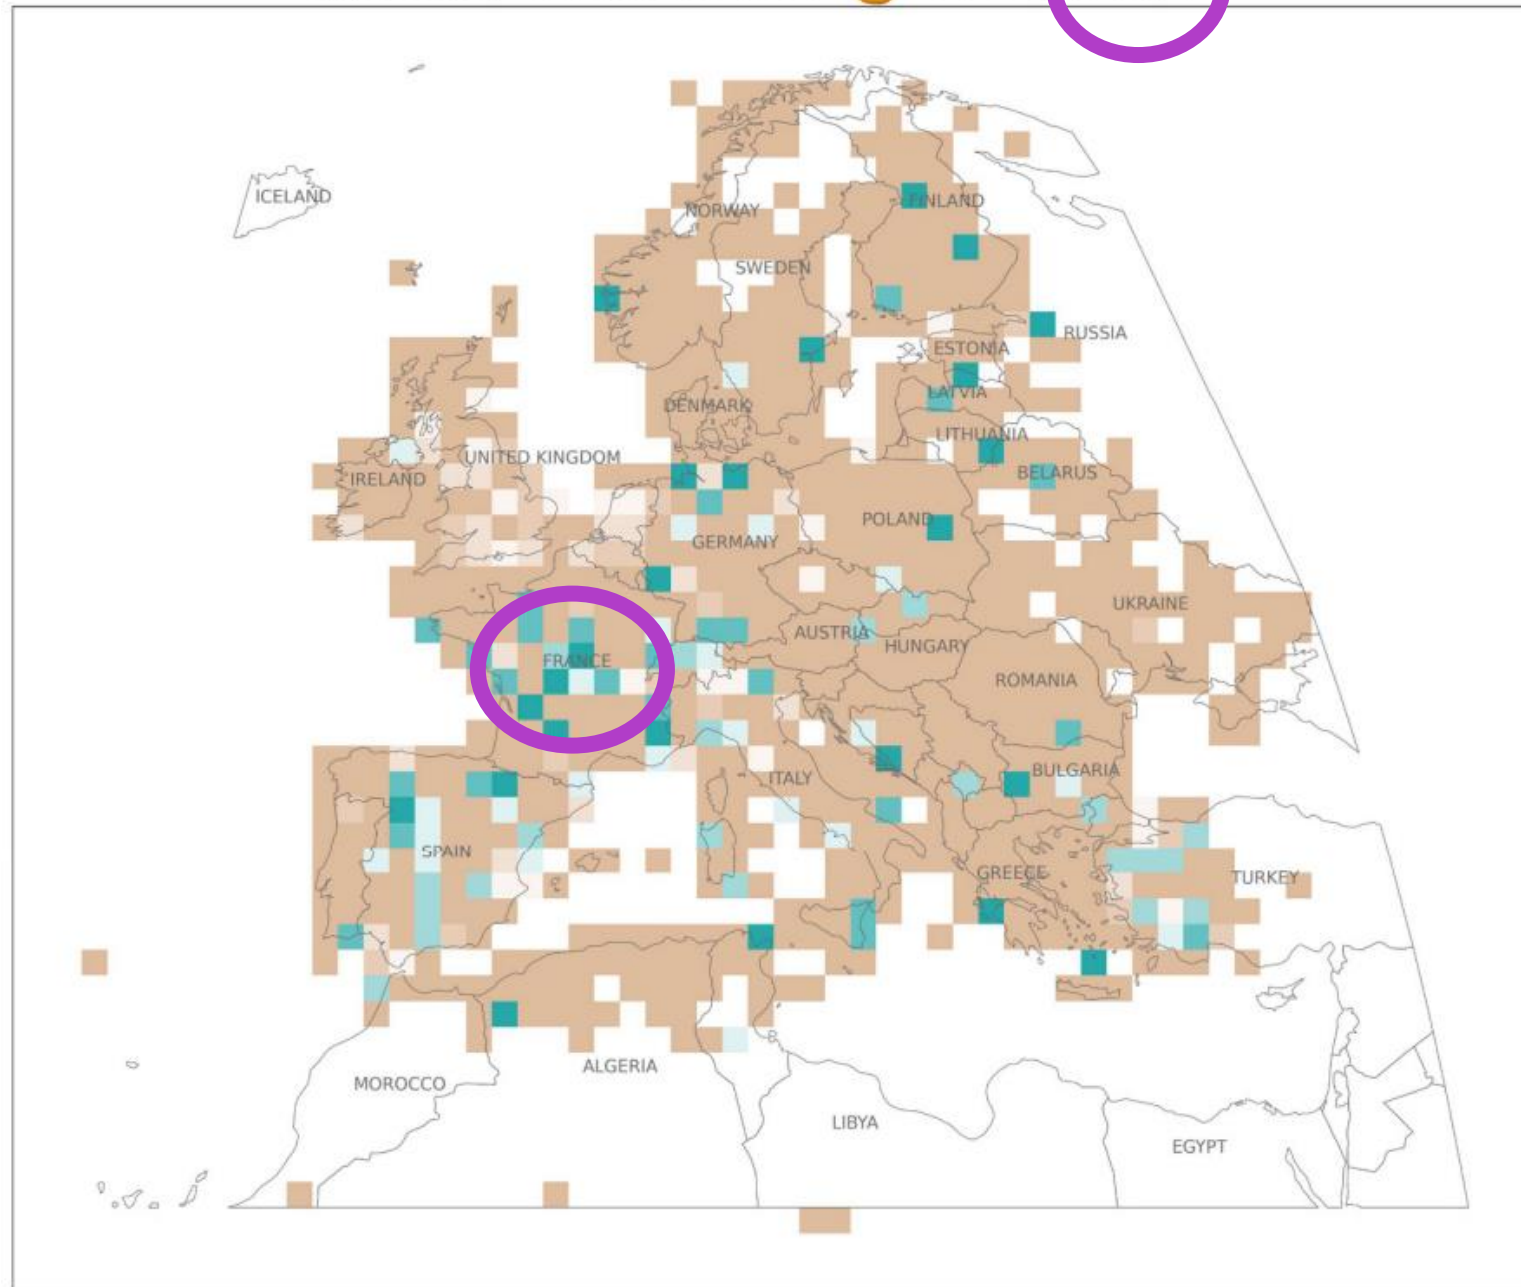 ICELAND
NORWAY
FINLAND
SWEDEN
RUSSIA
ESTONIA
LATVIA
DENMARK
LITHUANIA
UNITED KINGDOM
BELARUS
IRELAND
POLAND
GERMANY
UKRAINE
AUSTRIA
HUNGARY
FRANCE
ROMANIA
BULGARIA
ITALY
SPAIN
GREECE
TURKEY
ALGERIA
MOROCCO
LIBYA
EGYPT